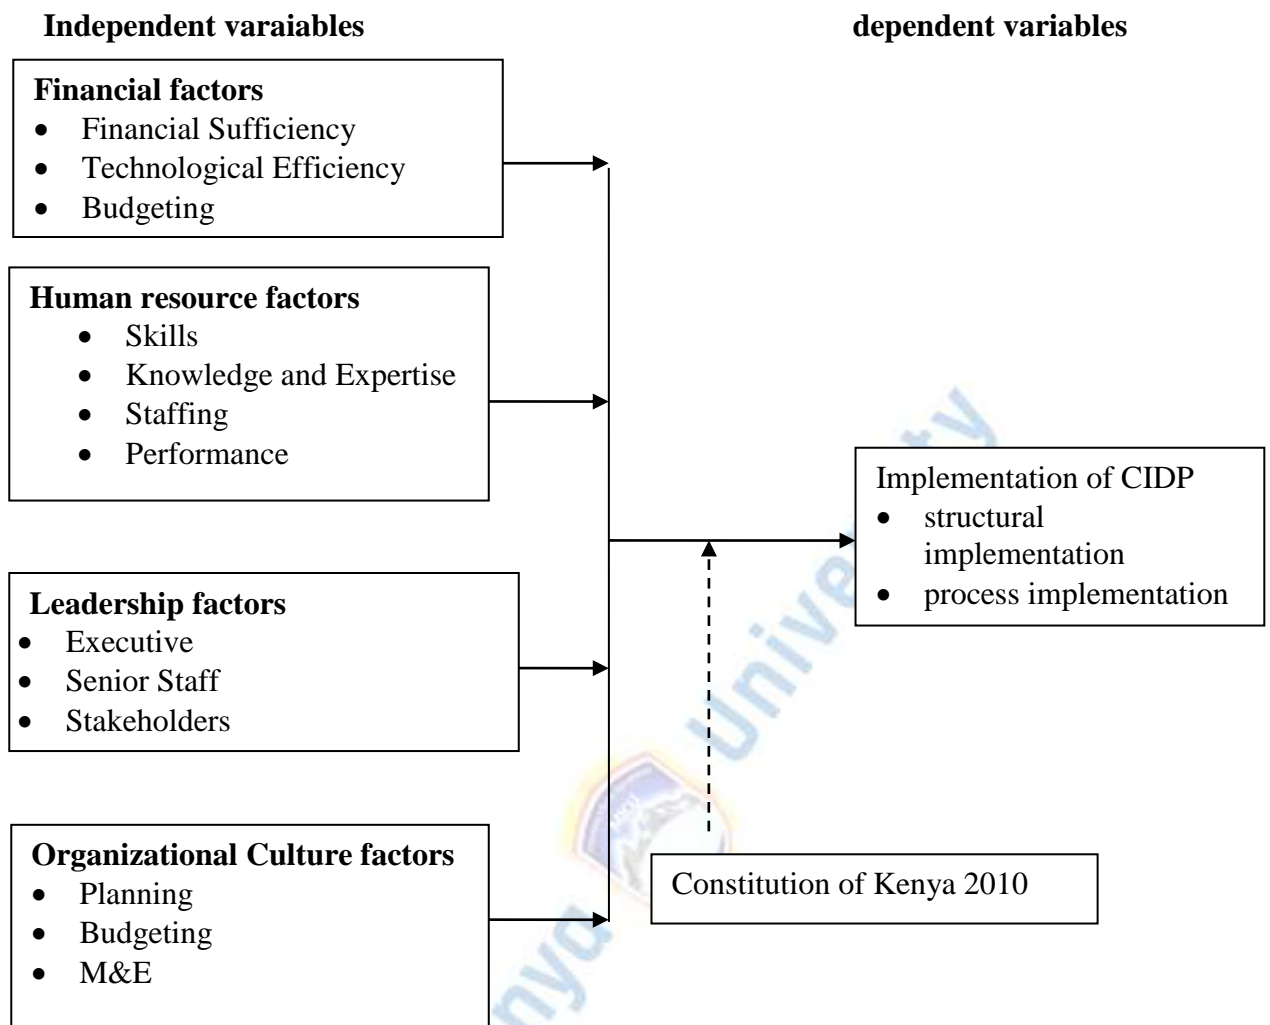 Independent varaiables
dependent variables
Financial factors
• Financial Sufficiency
• Technological Efficiency
• Budgeting
Human resource factors
• Skills
• Knowledge and Expertise
• Staffing
• Performance
Implementation of CIDP
• structural
implementation
• process implementation
Leadership factors
• Executive
• Senior Staff
• Stakeholders
Organizational Culture factors
• Planning
• Budgeting
• M&E
Constitution of Kenya 2010